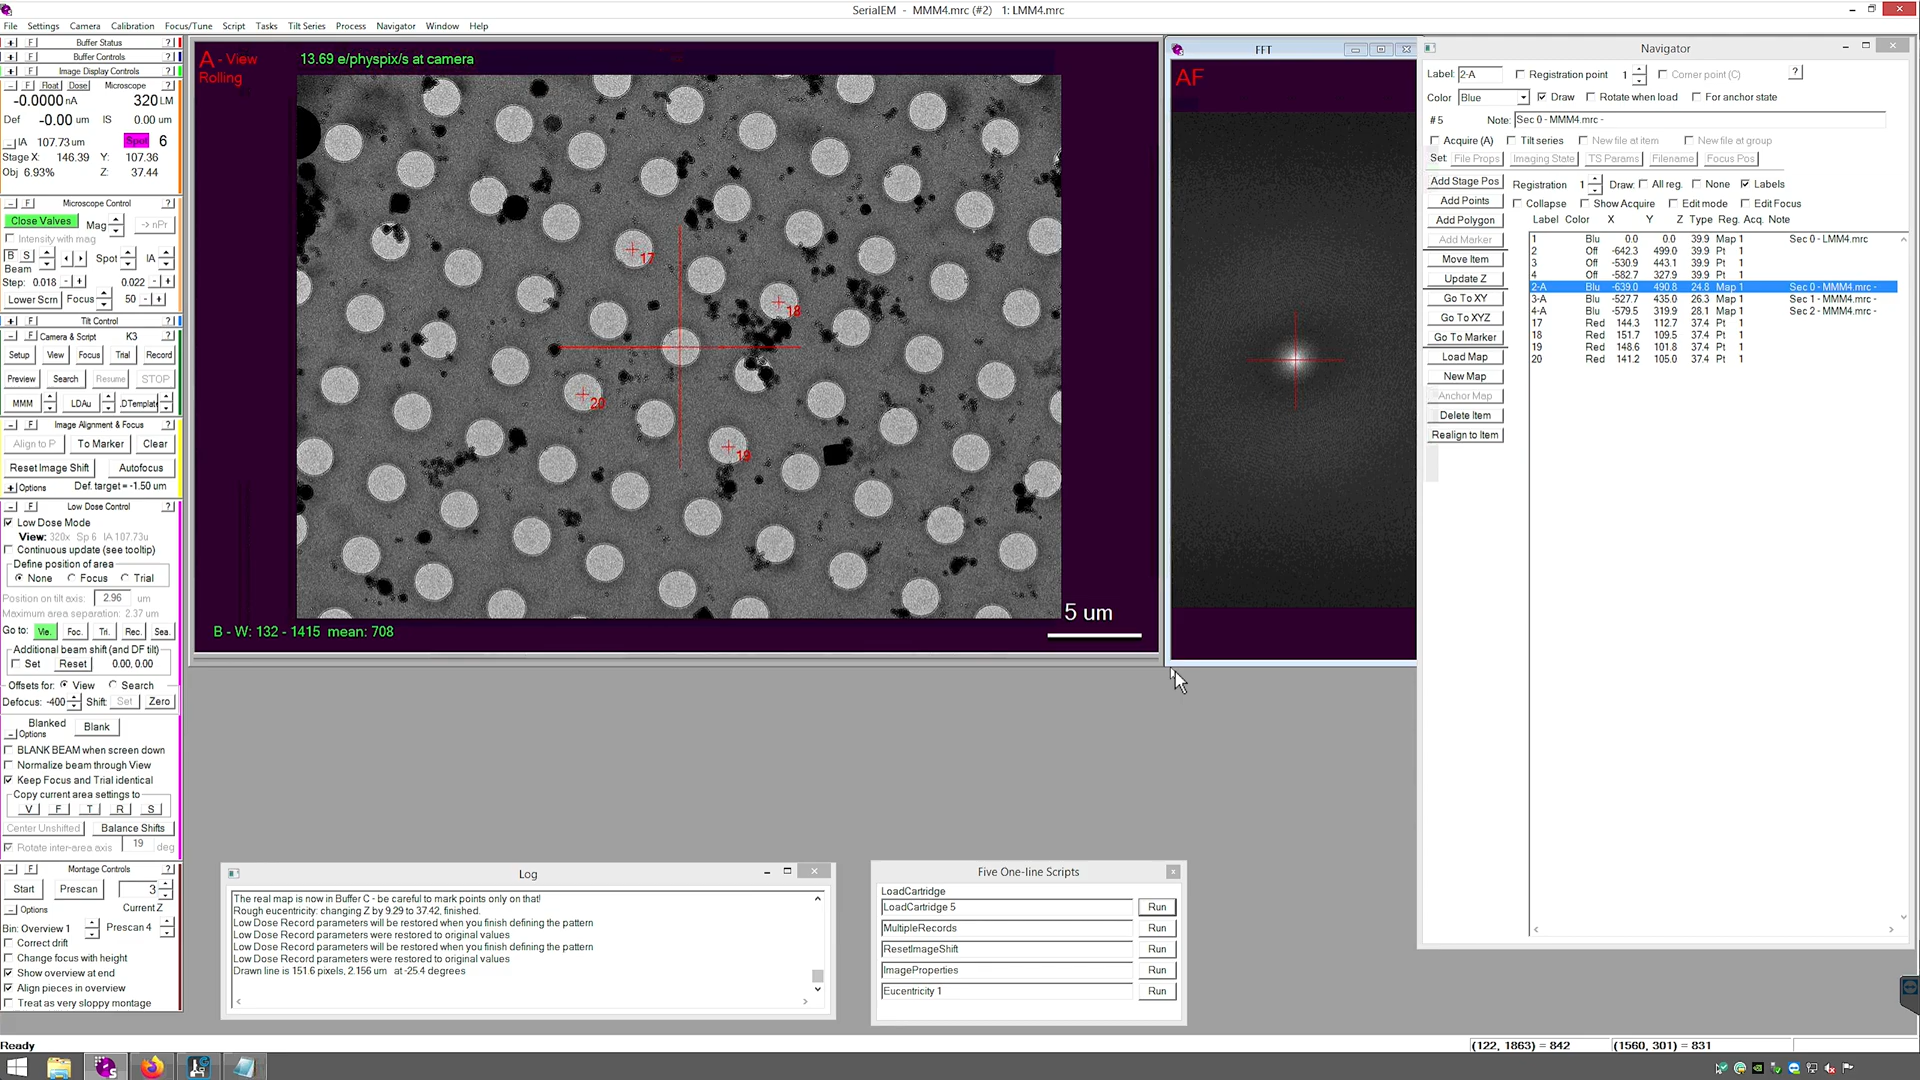 SerialEM - MMM4.mrc (#2) 1: LMM4.mrc
File Settings Camera Calibration Focus/Tune Script Tasks Tilt Series Process Navigator Window Help
+ F Buffer Status ?
+ F Buffer Controls ?
+ F Image Display Controls ?
- F Float Dose Microscope ?
-0.0000 nA 320 LM
Def -0.00 um IS 0.00 um
IA 107.73 um Spot 6
Stage X: 146.39 Y: 107.36
Obj 6.93% Z: 37.44
- F Microscope Control ?
Close Valves Mag -> nPr
Intensity with mag
B S Spot IA
Beam
Step: 0.018 - + 0.022 - +
Lower Scrn Focus 50 - +
+ F Tilt Control ?
- F Camera & Script K3 ?
Setup View Focus Trial Record
Preview Search Resume STOP
MMM LDAu .DTemplat
- F Image Alignment & Focus ?
Align to P To Marker Clear
Reset Image Shift Autofocus
+ Options Def. target = -1.50 um
- F Low Dose Control ?
Low Dose Mode
View: 320x Sp 6 IA 107.73u
Continuous update (see tooltip)
Define position of area
None Focus Trial
Position on tilt axis: 2.96 um
Maximum area separation: 2.37 um
Go to: Vie. Foc. Tri. Rec. Sea.
Additional beam shift (and DF tilt)
Set Reset 0.00, 0.00
Offsets for: View Search
Defocus: -400 Shift: Set Zero
Blanked Blank
- Options
BLANK BEAM when screen down
Normalize beam through View
Keep Focus and Trial identical
Copy current area settings to
V F T R S
Center Unshifted Balance Shifts
Rotate inter-area axis 19 deg
- F Montage Controls ?
Start Prescan 3
- Options Current Z
Bin: Overview 1 Prescan 4
Correct drift
Change focus with height
Show overview at end
Align pieces in overview
Treat as very sloppy montage
A - View
Rolling
13.69 e/physpix/s at camera
17
18
20
19
B - W: 132 - 1415 mean: 708
5 um
FFT
AF
Navigator
Label: 2-A Registration point 1 Corner point (C) ?
Color Blue Draw Rotate when load For anchor state
# 5 Note: Sec 0 - MMM4.mrc -
Acquire (A) Tilt series New file at item New file at group
Set: File Props Imaging State TS Params Filename Focus Pos
Add Stage Pos
Add Points
Add Polygon
Add Marker
Move Item
Update Z
Go To XY
Go To XYZ
Go To Marker
Load Map
New Map
Anchor Map
Delete Item
Realign to Item
Registration 1 Draw: All reg. None Labels
Collapse Show Acquire Edit mode Edit Focus
Label Color X Y Z Type Reg. Acq. Note
1 Blu 0.0 0.0 39.9 Map 1 Sec 0 - LMM4.mrc
2 Off -642.3 499.0 39.9 Pt 1
3 Off -530.9 443.1 39.9 Pt 1
4 Off -582.7 327.9 39.9 Pt 1
2-A Blu -639.0 490.8 24.8 Map 1 Sec 0 - MMM4.mrc -
3-A Blu -527.7 435.0 26.3 Map 1 Sec 1 - MMM4.mrc -
4-A Blu -579.5 319.9 28.1 Map 1 Sec 2 - MMM4.mrc -
17 Red 144.3 112.7 37.4 Pt 1
18 Red 151.7 109.5 37.4 Pt 1
19 Red 148.6 101.8 37.4 Pt 1
20 Red 141.2 105.0 37.4 Pt 1
Log
The real map is now in Buffer C - be careful to mark points only on that!
Rough eucentricity: changing Z by 9.29 to 37.42, finished.
Low Dose Record parameters will be restored when you finish defining the pattern
Low Dose Record parameters were restored to original values
Low Dose Record parameters will be restored when you finish defining the pattern
Low Dose Record parameters were restored to original values
Drawn line is 151.6 pixels, 2.156 um at -25.4 degrees
Five One-line Scripts
LoadCartridge
LoadCartridge 5 Run
MultipleRecords Run
ResetImageShift Run
ImageProperties Run
Eucentricity 1 Run
Ready
(122, 1863) = 842 (1560, 301) = 831